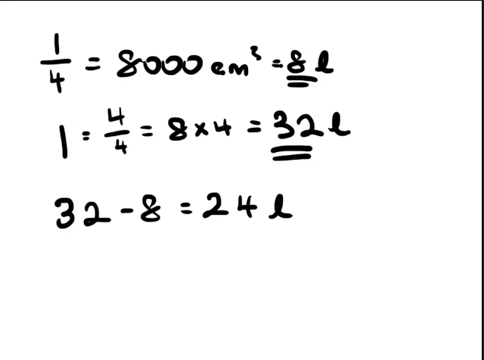 1/4 = 8000 cm³ = 8 l
1 = 4/4 = 8 × 4 = 32 l
32 - 8 = 24 l